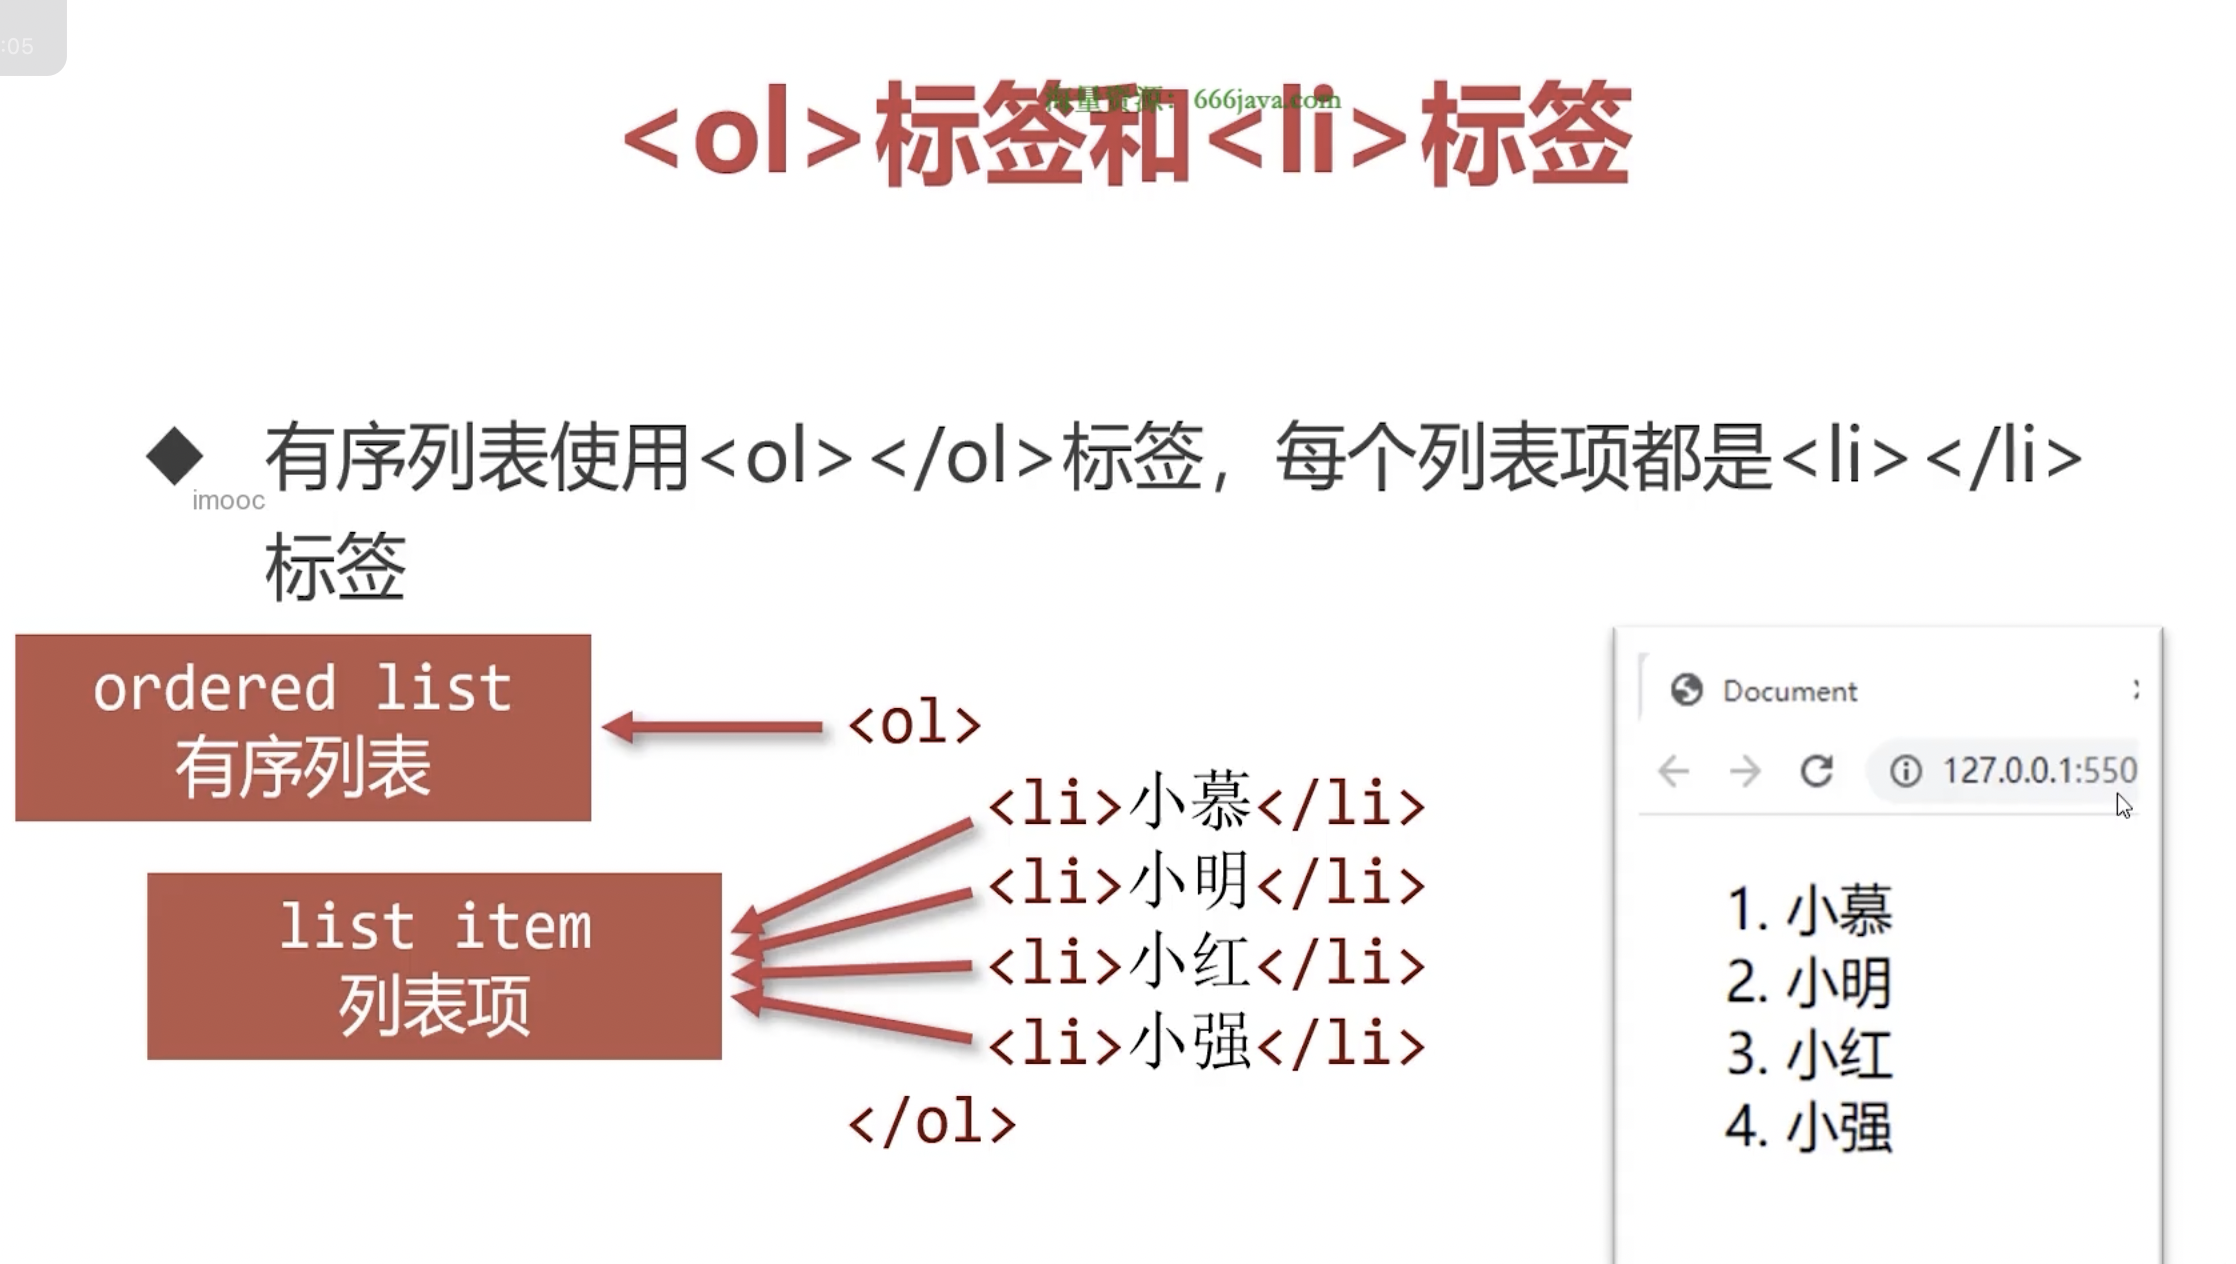 :05
海量资源：666java.com
<ol>标签和<li>标签
有序列表使用<ol></ol>标签，每个列表项都是<li></li>
imooc
标签
ordered list
有序列表
list item
列表项
<ol>
<li>小慕</li>
<li>小明</li>
<li>小红</li>
<li>小强</li>
</ol>
Document
127.0.0.1:550
1. 小慕
2. 小明
3. 小红
4. 小强